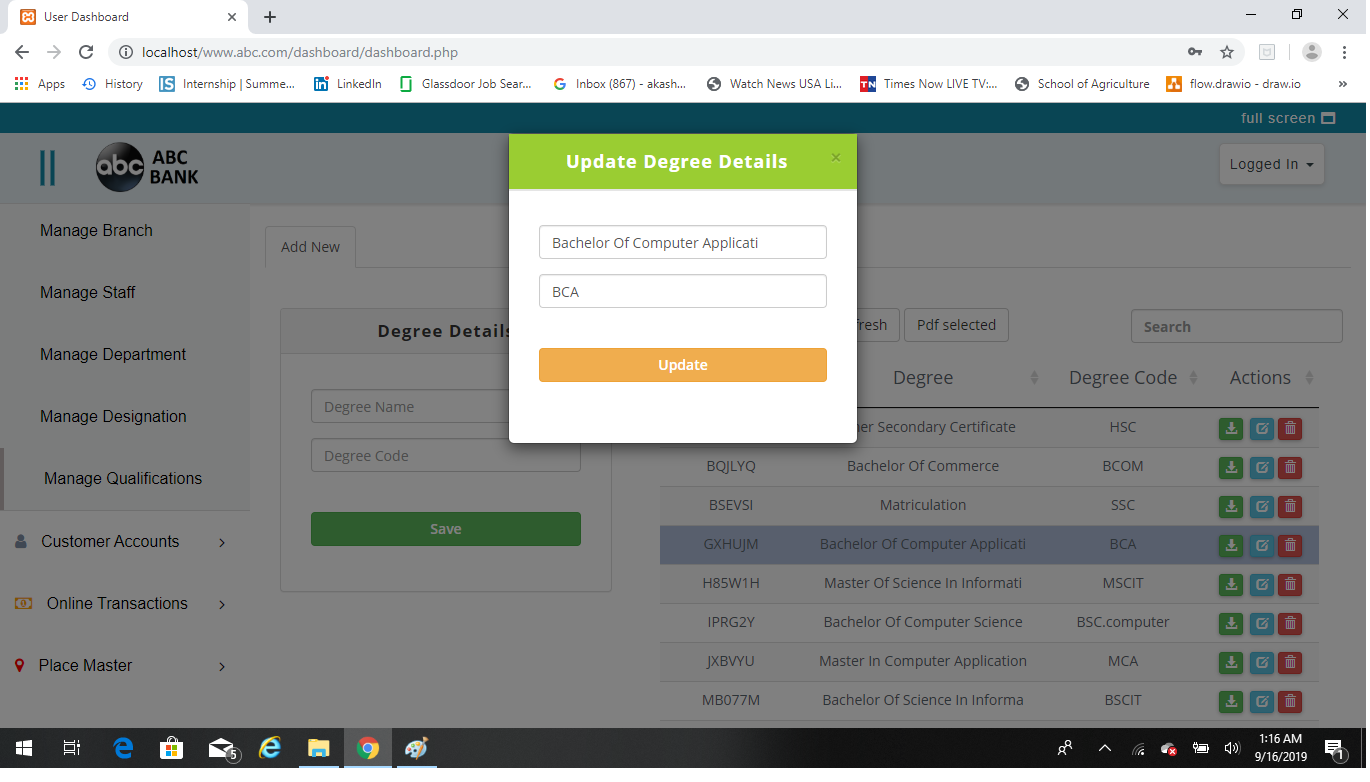 User Dashboard
localhost/www.abc.com/dashboard/dashboard.php
Apps History Internship | Summe... LinkedIn Glassdoor Job Sear... Inbox (867) - akash... Watch News USA Li... TN Times Now LIVE TV:... School of Agriculture flow.drawio - draw.io »
full screen
abc ABC BANK
Logged In
Update Degree Details ×
Bachelor Of Computer Applicati
BCA
Update
Manage Branch
Manage Staff
Manage Department
Manage Designation
Manage Qualifications
Customer Accounts
Online Transactions
Place Master
Add New
Degree Details
Degree Name
Degree Code
Save
fresh Pdf selected Search
Degree Degree Code Actions
er Secondary Certificate HSC
BQJLYQ Bachelor Of Commerce BCOM
BSEVSI Matriculation SSC
GXHUJM Bachelor Of Computer Applicati BCA
H85W1H Master Of Science In Informati MSCIT
IPRG2Y Bachelor Of Computer Science BSC.computer
JXBVYU Master In Computer Application MCA
MB077M Bachelor Of Science In Informa BSCIT
5
1:16 AM
9/16/2019
1